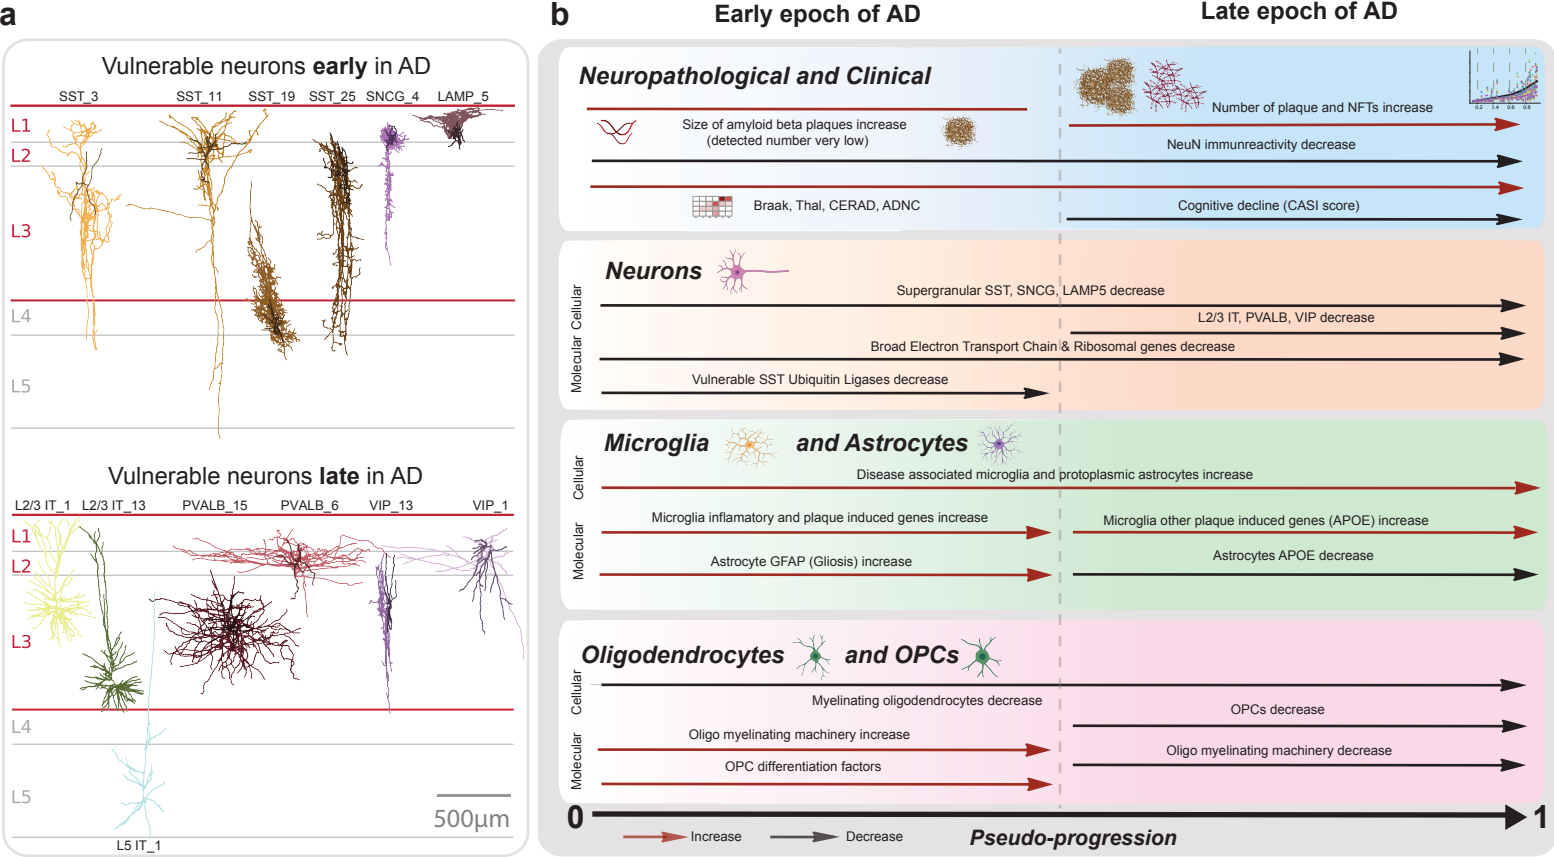 a
Vulnerable neurons early in AD
SST_3
SST_11
SST_19
SST_25
SNCG_4
LAMP_5
L1
L2
L3
L4
L5
Vulnerable neurons late in AD
L2/3 IT_1
L2/3 IT_13
PVALB_15
PVALB_6
VIP_13
VIP_1
L1
L2
L3
L4
L5
500μm
L5 IT_1
b
Early epoch of AD
Late epoch of AD
Neuropathological and Clinical
Size of amyloid beta plaques increase
(detected number very low)
Number of plaque and NFTs increase
0.2 0.4 0.6 0.8
NeuN immunreactivity decrease
Braak, Thal, CERAD, ADNC
Cognitive decline (CASI score)
Neurons
Cellular
Supergranular SST, SNCG, LAMP5 decrease
L2/3 IT, PVALB, VIP decrease
Molecular
Broad Electron Transport Chain & Ribosomal genes decrease
Vulnerable SST Ubiquitin Ligases decrease
Microglia and Astrocytes
Cellular
Disease associated microglia and protoplasmic astrocytes increase
Molecular
Microglia inflamatory and plaque induced genes increase
Microglia other plaque induced genes (APOE) increase
Astrocyte GFAP (Gliosis) increase
Astrocytes APOE decrease
Oligodendrocytes and OPCs
Cellular
Myelinating oligodendrocytes decrease
OPCs decrease
Molecular
Oligo myelinating machinery increase
Oligo myelinating machinery decrease
OPC differentiation factors
0
1
Increase
Decrease
Pseudo-progression